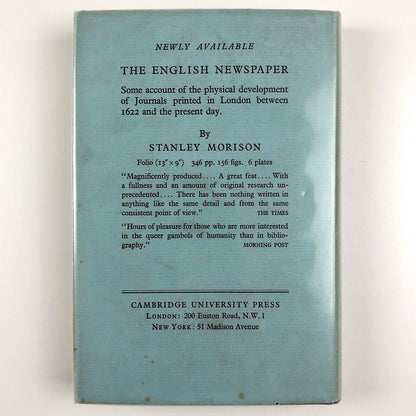 NEWLY AVAILABLE
THE ENGLISH NEWSPAPER
Some account of the physical development
of Journals printed in London between
1622 and the present day.
By
STANLEY MORISON
Folio (13" × 9") 346 pp. 156 figs. 6 plates
"Magnificently produced.... A great feat.... With
a fullness and an amount of original research un-
precedented.... There has been nothing written in
anything like the same detail and from the same
consistent point of view." THE TIMES
"Hours of pleasure for those who are more interested
in the queer gambols of humanity than in biblio-
graphy." MORNING POST
CAMBRIDGE UNIVERSITY PRESS
LONDON: 200 Euston Road, N.W. 1
NEW YORK: 51 Madison Avenue